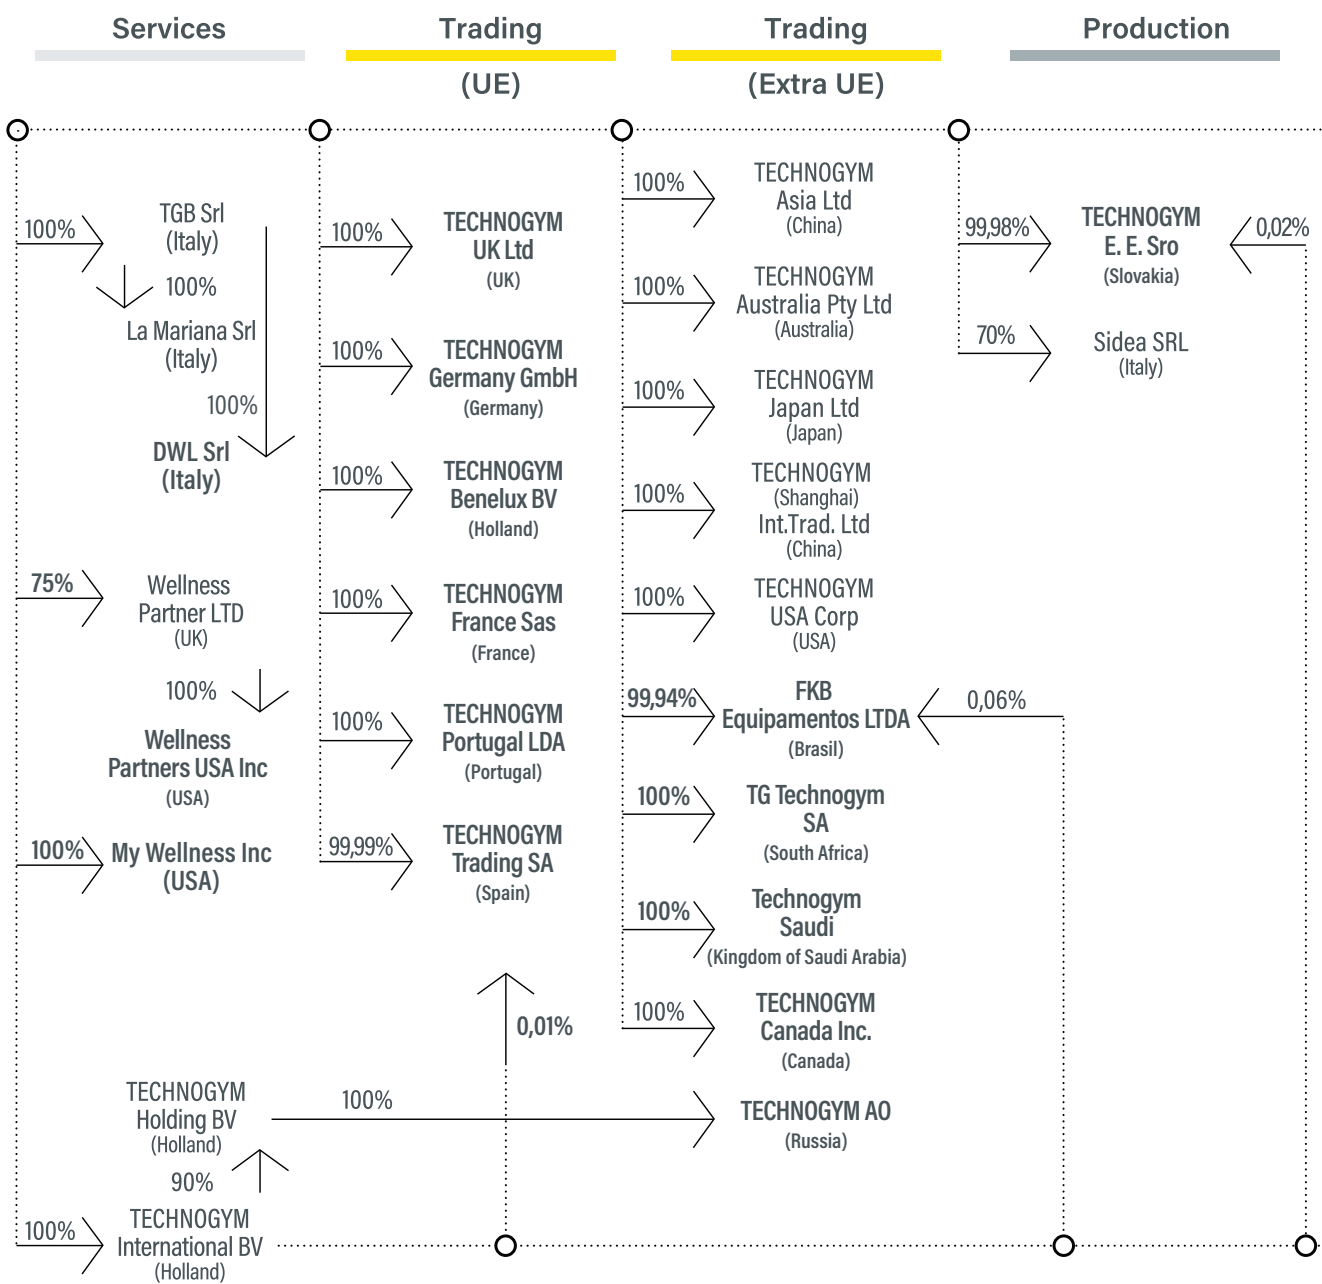 Services
Trading
(UE)
Trading
(Extra UE)
Production
100%
TGB Srl
(Italy)
100%
La Mariana Srl
(Italy)
100%
DWL Srl
(Italy)
75%
Wellness
Partner LTD
(UK)
100%
Wellness
Partners USA Inc
(USA)
100%
My Wellness Inc
(USA)
TECHNOGYM
Holding BV
(Holland)
90%
100%
TECHNOGYM
International BV
(Holland)
100%
TECHNOGYM
UK Ltd
(UK)
100%
TECHNOGYM
Germany GmbH
(Germany)
100%
TECHNOGYM
Benelux BV
(Holland)
100%
TECHNOGYM
France Sas
(France)
100%
TECHNOGYM
Portugal LDA
(Portugal)
99,99%
TECHNOGYM
Trading SA
(Spain)
0,01%
100%
100%
TECHNOGYM
Asia Ltd
(China)
100%
TECHNOGYM
Australia Pty Ltd
(Australia)
100%
TECHNOGYM
Japan Ltd
(Japan)
100%
TECHNOGYM
(Shanghai)
Int.Trad. Ltd
(China)
100%
TECHNOGYM
USA Corp
(USA)
99,94%
FKB
Equipamentos LTDA
(Brasil)
0,06%
100%
TG Technogym
SA
(South Africa)
100%
Technogym
Saudi
(Kingdom of Saudi Arabia)
100%
TECHNOGYM
Canada Inc.
(Canada)
TECHNOGYM AO
(Russia)
99,98%
TECHNOGYM
E. E. Sro
(Slovakia)
0,02%
70%
Sidea SRL
(Italy)